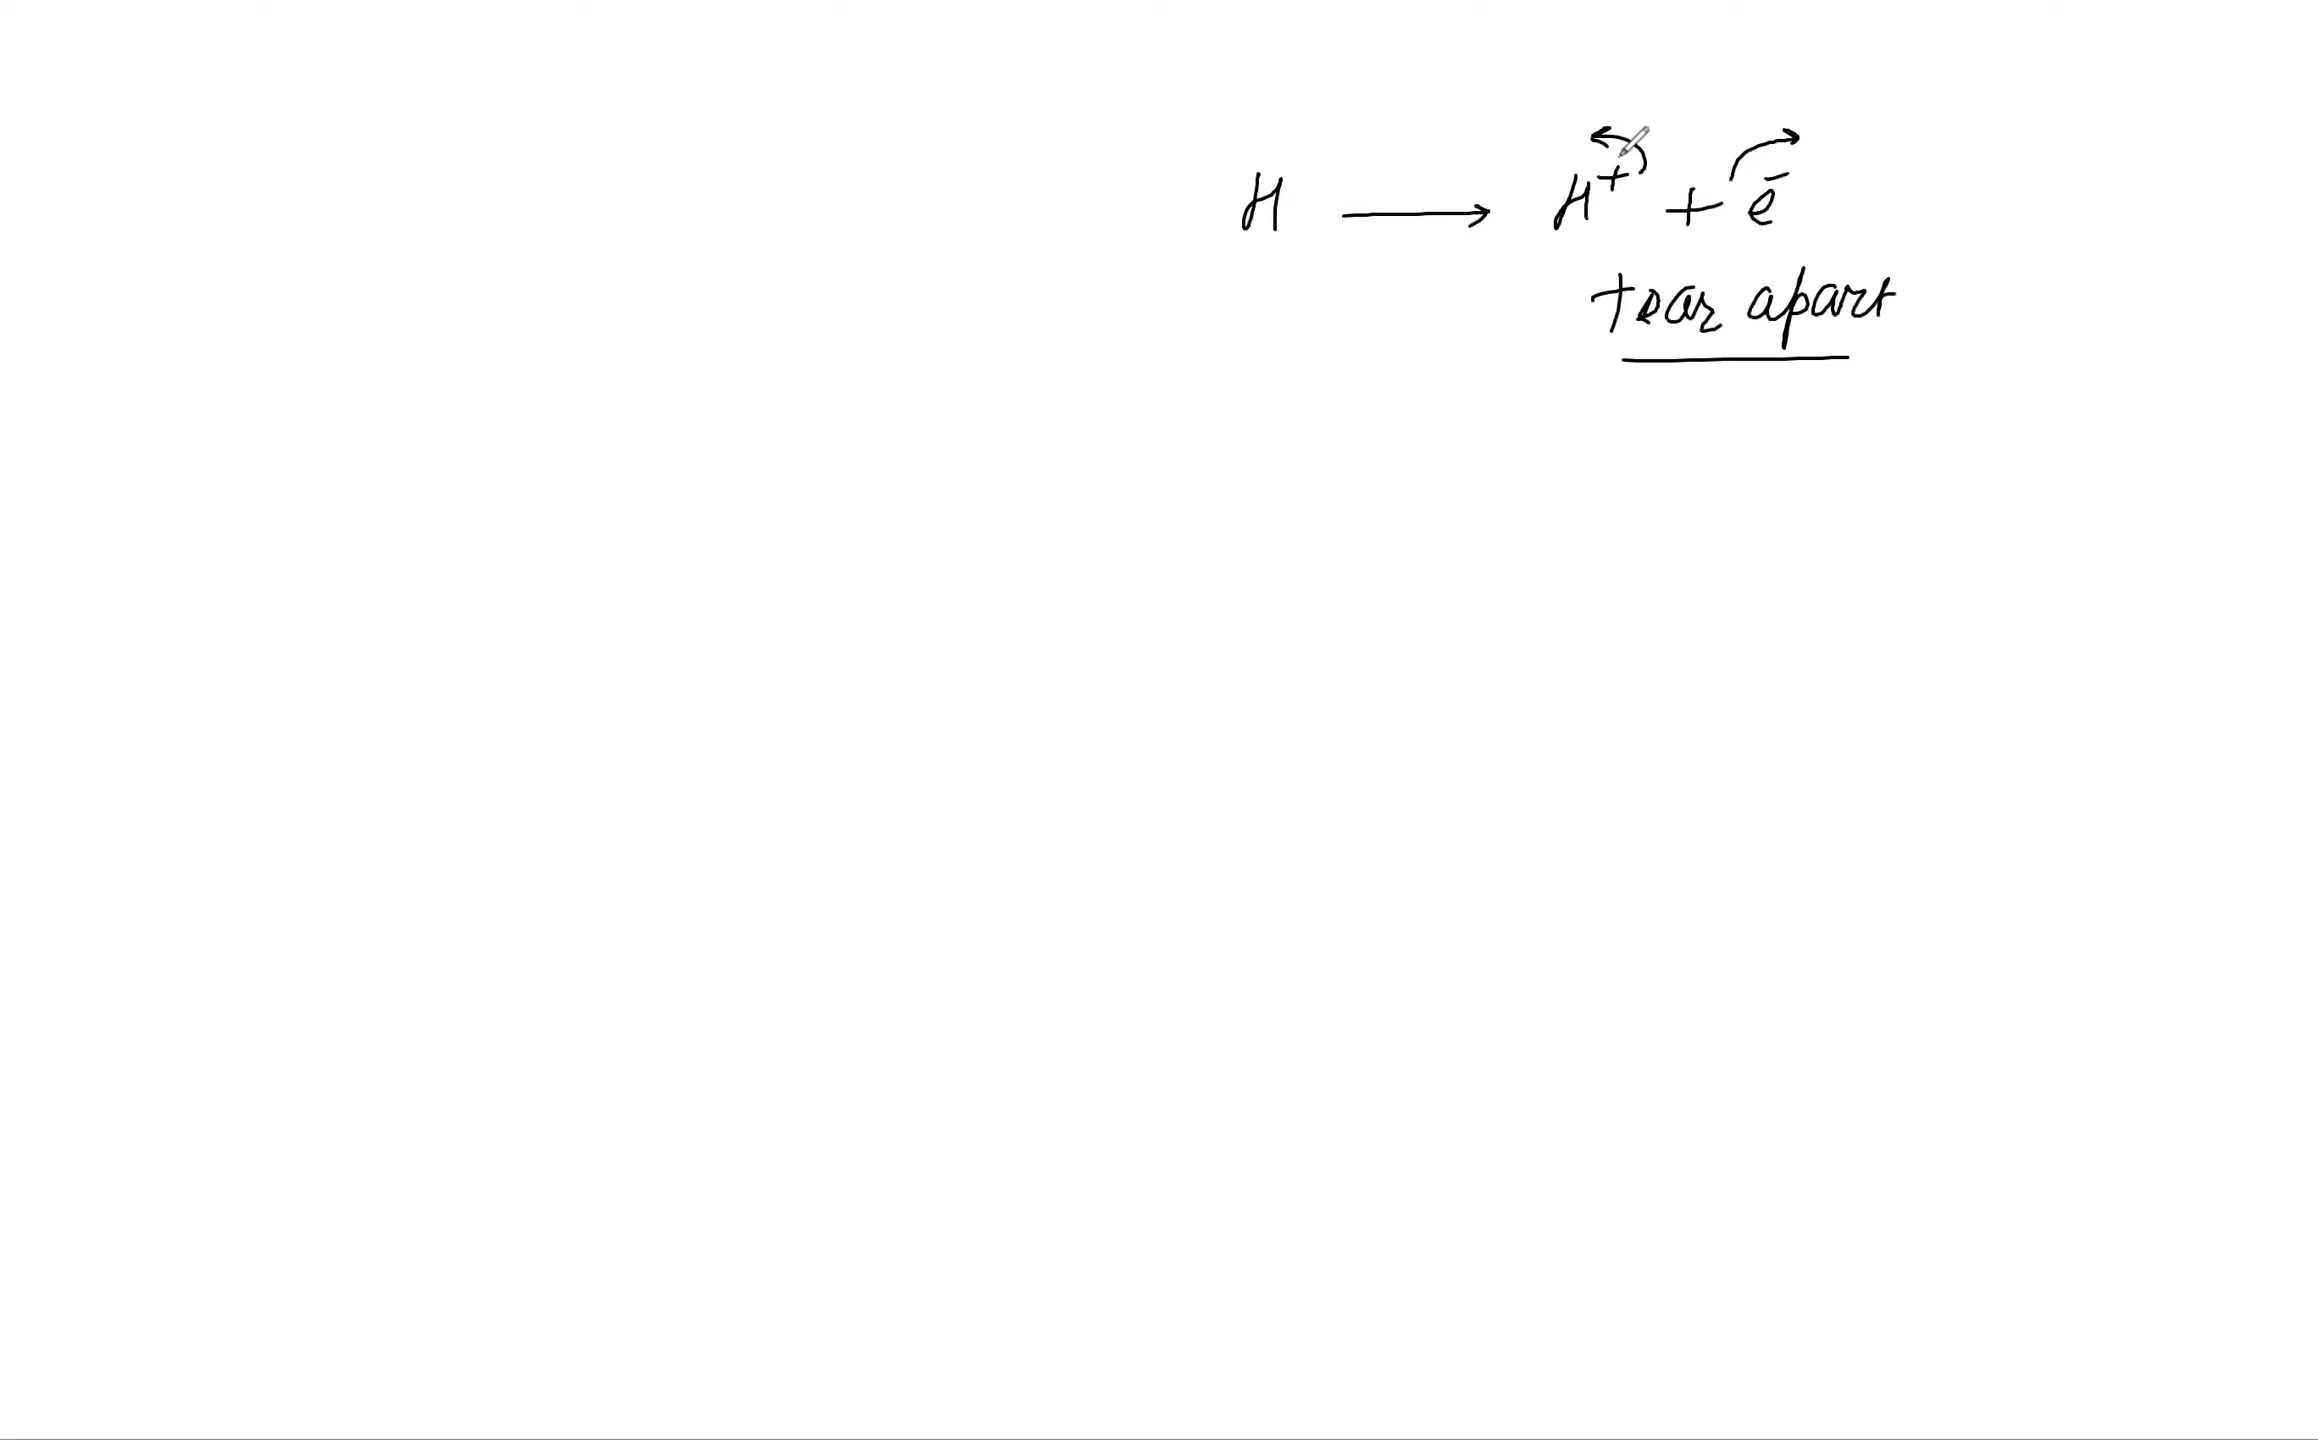 H → H⁺ + e⁻
tear apart